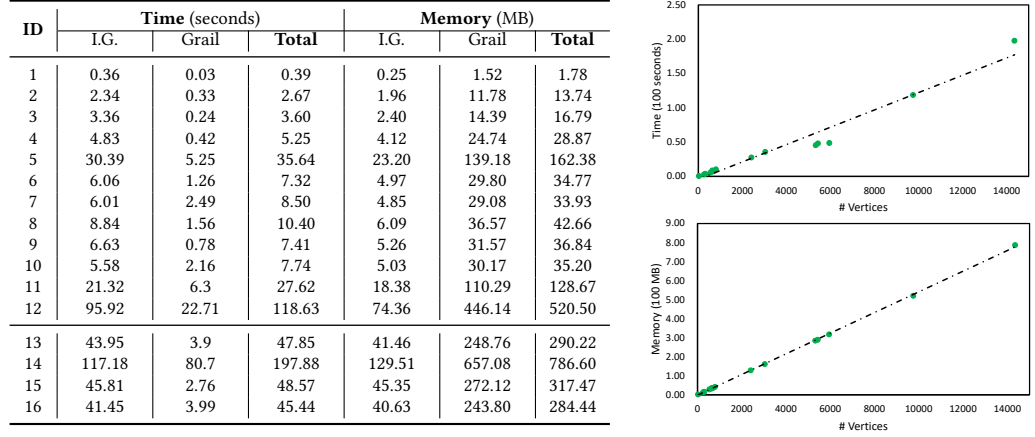 ID Time (seconds) Memory (MB)
I.G. Grail Total I.G. Grail Total
1 0.36 0.03 0.39 0.25 1.52 1.78
2 2.34 0.33 2.67 1.96 11.78 13.74
3 3.36 0.24 3.60 2.40 14.39 16.79
4 4.83 0.42 5.25 4.12 24.74 28.87
5 30.39 5.25 35.64 23.20 139.18 162.38
6 6.06 1.26 7.32 4.97 29.80 34.77
7 6.01 2.49 8.50 4.85 29.08 33.93
8 8.84 1.56 10.40 6.09 36.57 42.66
9 6.63 0.78 7.41 5.26 31.57 36.84
10 5.58 2.16 7.74 5.03 30.17 35.20
11 21.32 6.3 27.62 18.38 110.29 128.67
12 95.92 22.71 118.63 74.36 446.14 520.50
13 43.95 3.9 47.85 41.46 248.76 290.22
14 117.18 80.7 197.88 129.51 657.08 786.60
15 45.81 2.76 48.57 45.35 272.12 317.47
16 41.45 3.99 45.44 40.63 243.80 284.44
Time (100 seconds)
2.50
2.00
1.50
1.00
0.50
0.00
0 2000 4000 6000 8000 10000 12000 14000
# Vertices
Memory (100 MB)
9.00
8.00
7.00
6.00
5.00
4.00
3.00
2.00
1.00
0.00
0 2000 4000 6000 8000 10000 12000 14000
# Vertices